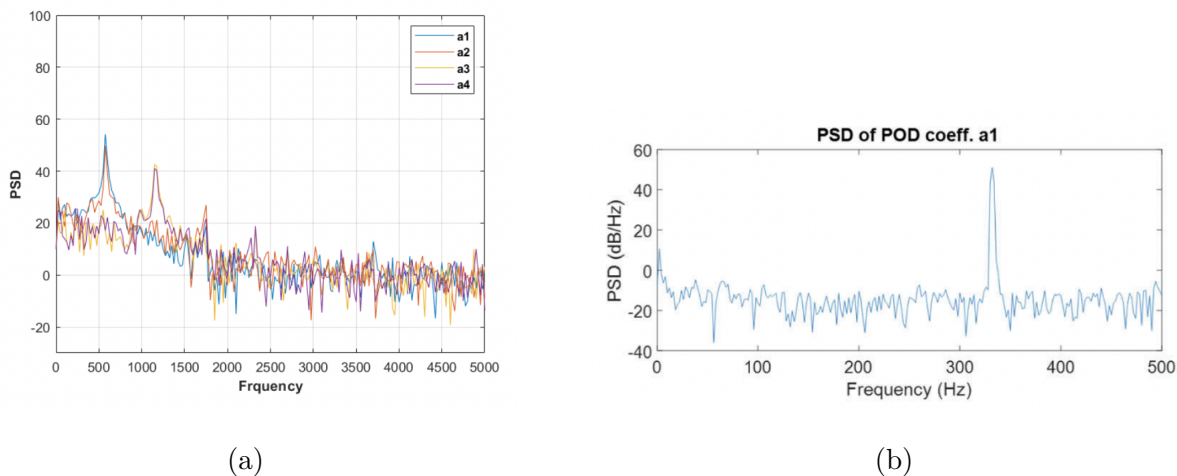 100
80
60
40
20
0
-20
PSD
0 500 1000 1500 2000 2500 3000 3500 4000 4500 5000
Frquency
a1
a2
a3
a4
(a)
PSD of POD coeff. a1
60
40
20
0
-20
-40
PSD (dB/Hz)
0 100 200 300 400 500
Frequency (Hz)
(b)